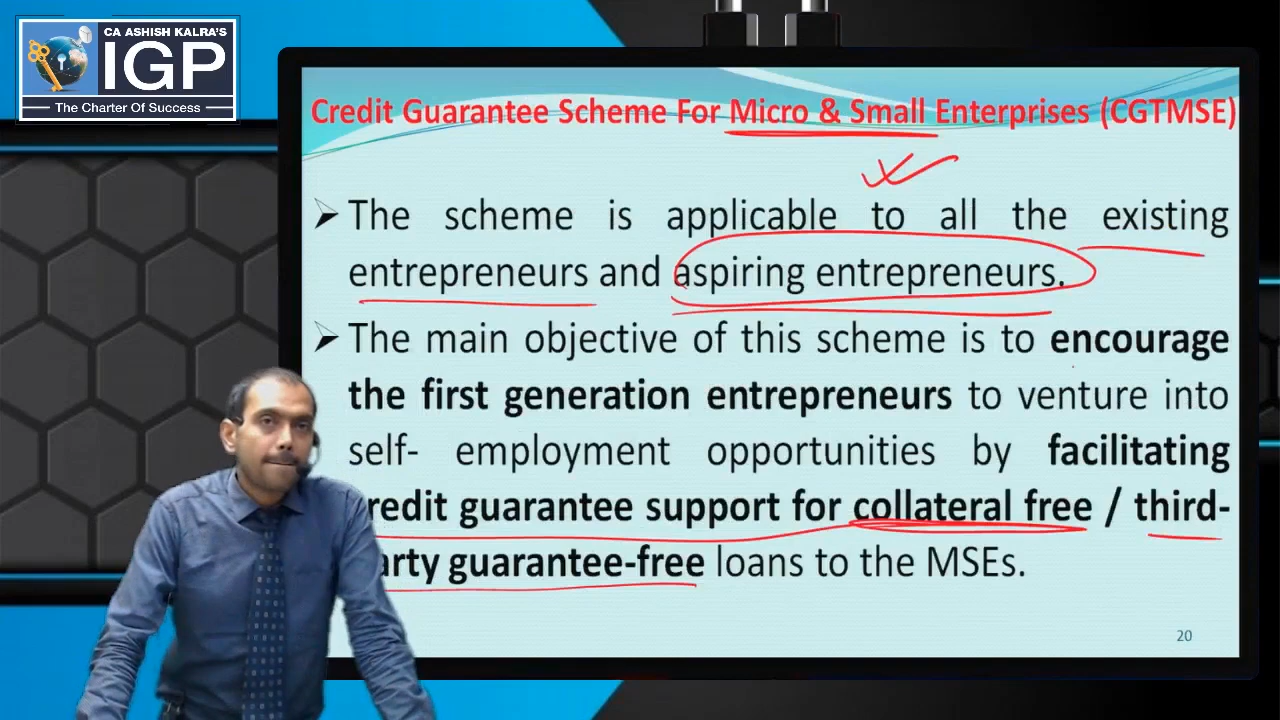 CA ASHISH KALRA'S
IGP
The Charter Of Success
Credit Guarantee Scheme For Micro & Small Enterprises (CGTMSE)
➢ The scheme is applicable to all the existing
entrepreneurs and aspiring entrepreneurs.
➢ The main objective of this scheme is to encourage
the first generation entrepreneurs to venture into
self- employment opportunities by facilitating
redit guarantee support for collateral free / third-
arty guarantee-free loans to the MSEs.
20